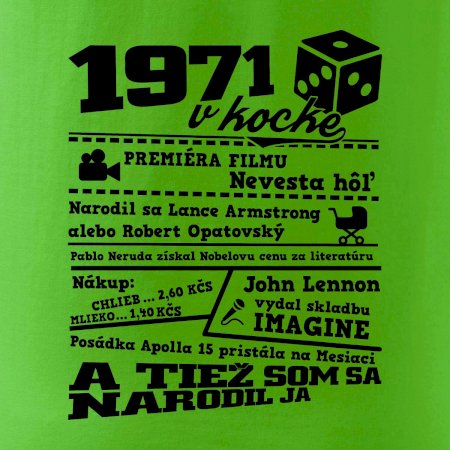 1971
v kocke
PREMIÉRA FILMU
Nevesta hôľ
Narodil sa Lance Armstrong
alebo Robert Opatovský
Pablo Neruda získal Nobelovu cenu za literatúru
Nákup:
CHLIEB ... 2,60 KČS
MLIEKO... 1,40 KČS
John Lennon
vydal skladbu
IMAGINE
Posádka Apolla 15 pristála na Mesiaci
A TIEŽ SOM SA
NARODIL JA